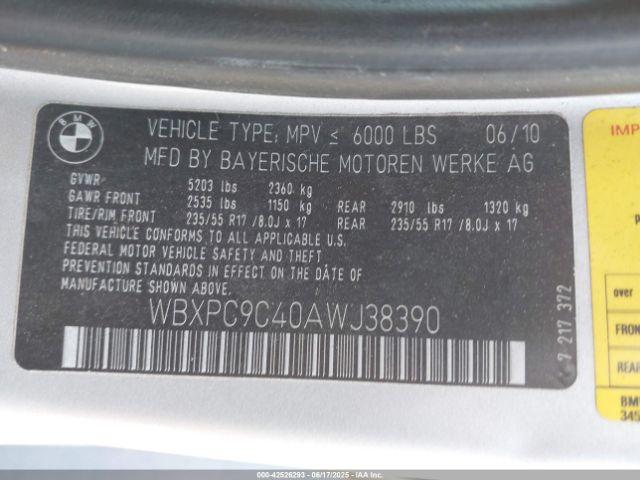 BMW
VEHICLE TYPE: MPV ≤ 6000 LBS 06/10
MFD BY BAYERISCHE MOTOREN WERKE AG
GVWR 5203 lbs 2360 kg
GAWR FRONT 2535 lbs 1150 kg REAR 2910 lbs 1320 kg
TIRE/RIM FRONT 235/55 R17 /8.0J x 17 REAR 235/55 R17 /8.0J x 17
THIS VEHICLE CONFORMS TO ALL APPLICABLE U.S.
FEDERAL MOTOR VEHICLE SAFETY AND THEFT
PREVENTION STANDARDS IN EFFECT ON THE DATE OF
MANUFACTURE SHOWN ABOVE.
WBXPC9C40AWJ38390
7 217 372
IMP
over
FRON
REAR
BMW
345
000-42526293 - 06/17/2025 - IAAI.COM